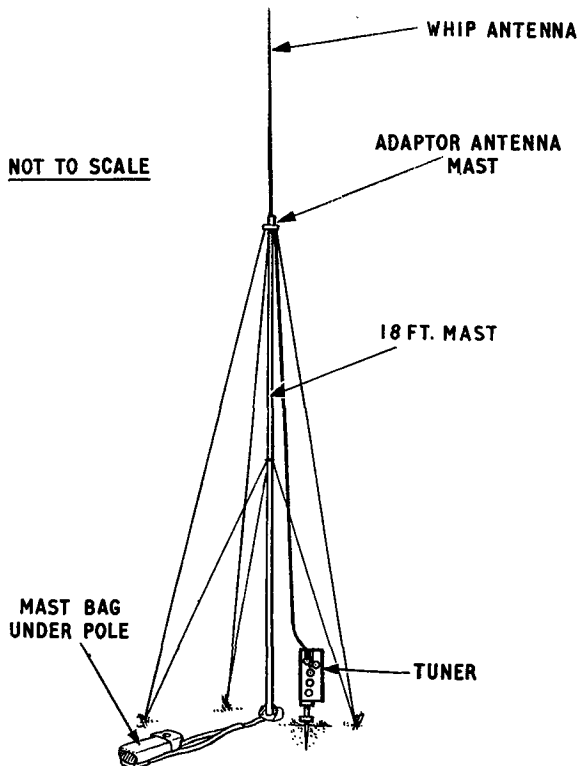 WHIP ANTENNA
NOT TO SCALE
ADAPTOR ANTENNA
MAST
18 FT. MAST
MAST BAG
UNDER POLE
TUNER